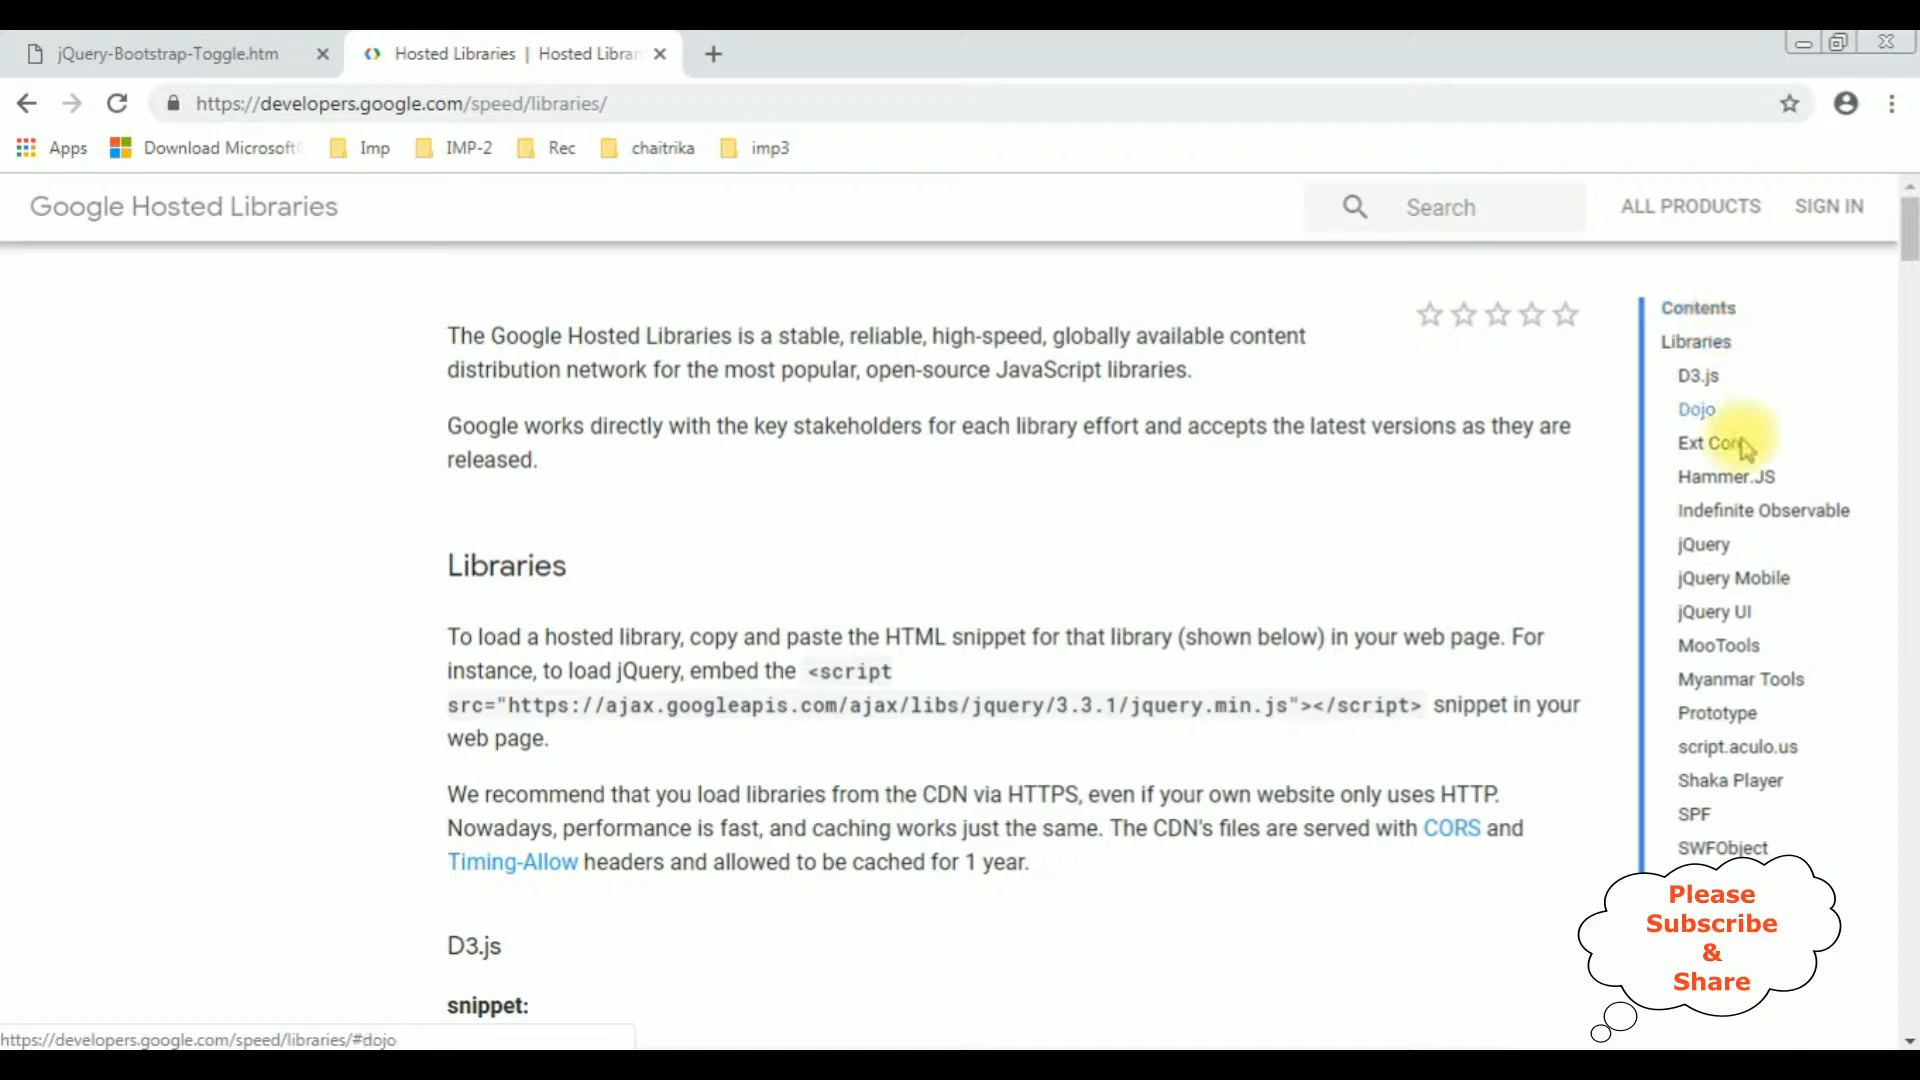 jQuery-Bootstrap-Toggle.htm
Hosted Libraries | Hosted Librar
https://developers.google.com/speed/libraries/
Apps
Download Microsoft
Imp
IMP-2
Rec
chaitrika
imp3
Google Hosted Libraries
Search
ALL PRODUCTS
SIGN IN
The Google Hosted Libraries is a stable, reliable, high-speed, globally available content
distribution network for the most popular, open-source JavaScript libraries.
Google works directly with the key stakeholders for each library effort and accepts the latest versions as they are
released.
Libraries
To load a hosted library, copy and paste the HTML snippet for that library (shown below) in your web page. For
instance, to load jQuery, embed the <script
src="https://ajax.googleapis.com/ajax/libs/jquery/3.3.1/jquery.min.js"></script> snippet in your
web page.
We recommend that you load libraries from the CDN via HTTPS, even if your own website only uses HTTP.
Nowadays, performance is fast, and caching works just the same. The CDN's files are served with CORS and
Timing-Allow headers and allowed to be cached for 1 year.
D3.js
snippet:
Contents
Libraries
D3.js
Dojo
Ext Core
Hammer.JS
Indefinite Observable
jQuery
jQuery Mobile
jQuery UI
MooTools
Myanmar Tools
Prototype
script.aculo.us
Shaka Player
SPF
SWFObject
Please
Subscribe
&
Share
https://developers.google.com/speed/libraries/#dojo